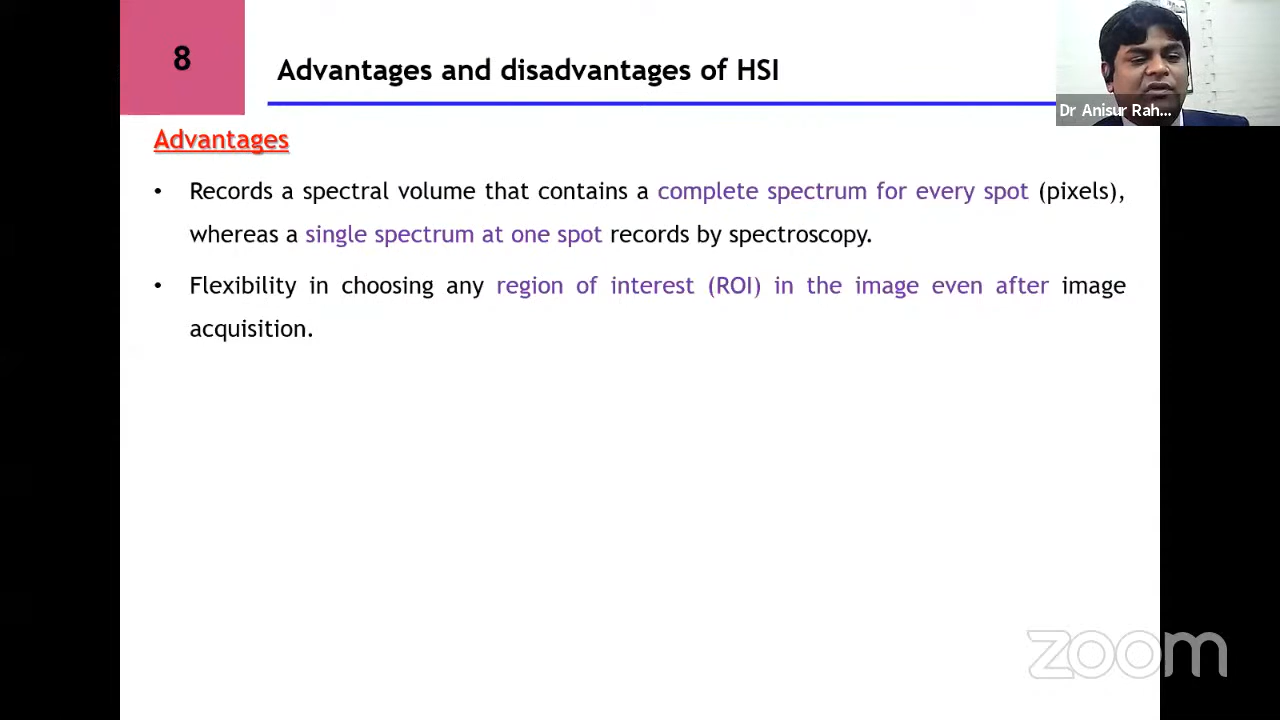 8
Advantages and disadvantages of HSI
Dr Anisur Rah...
Advantages
• Records a spectral volume that contains a complete spectrum for every spot (pixels),
whereas a single spectrum at one spot records by spectroscopy.
• Flexibility in choosing any region of interest (ROI) in the image even after image
acquisition.
zoom